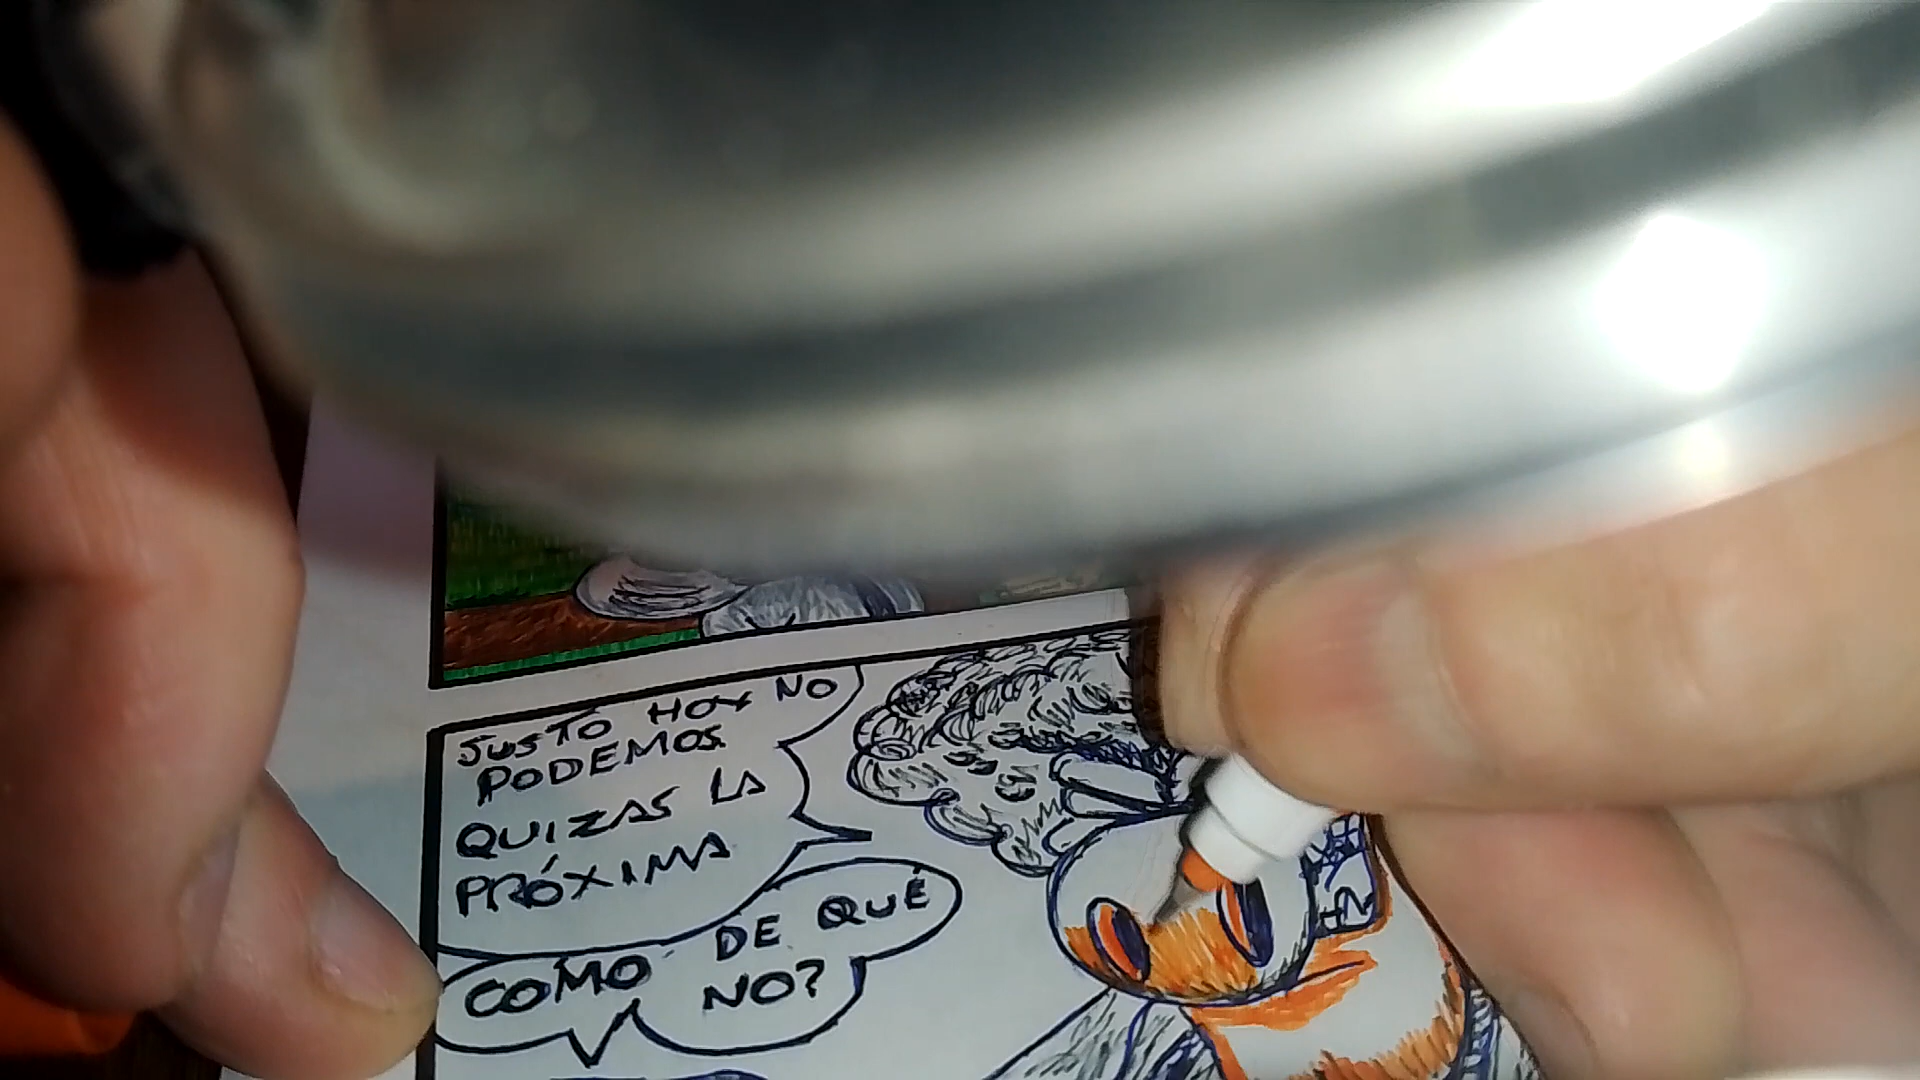 JUSTO HOY NO
PODEMOS
QUIZAS LA
PRÓXIMA
COMO DE QUÉ
NO?